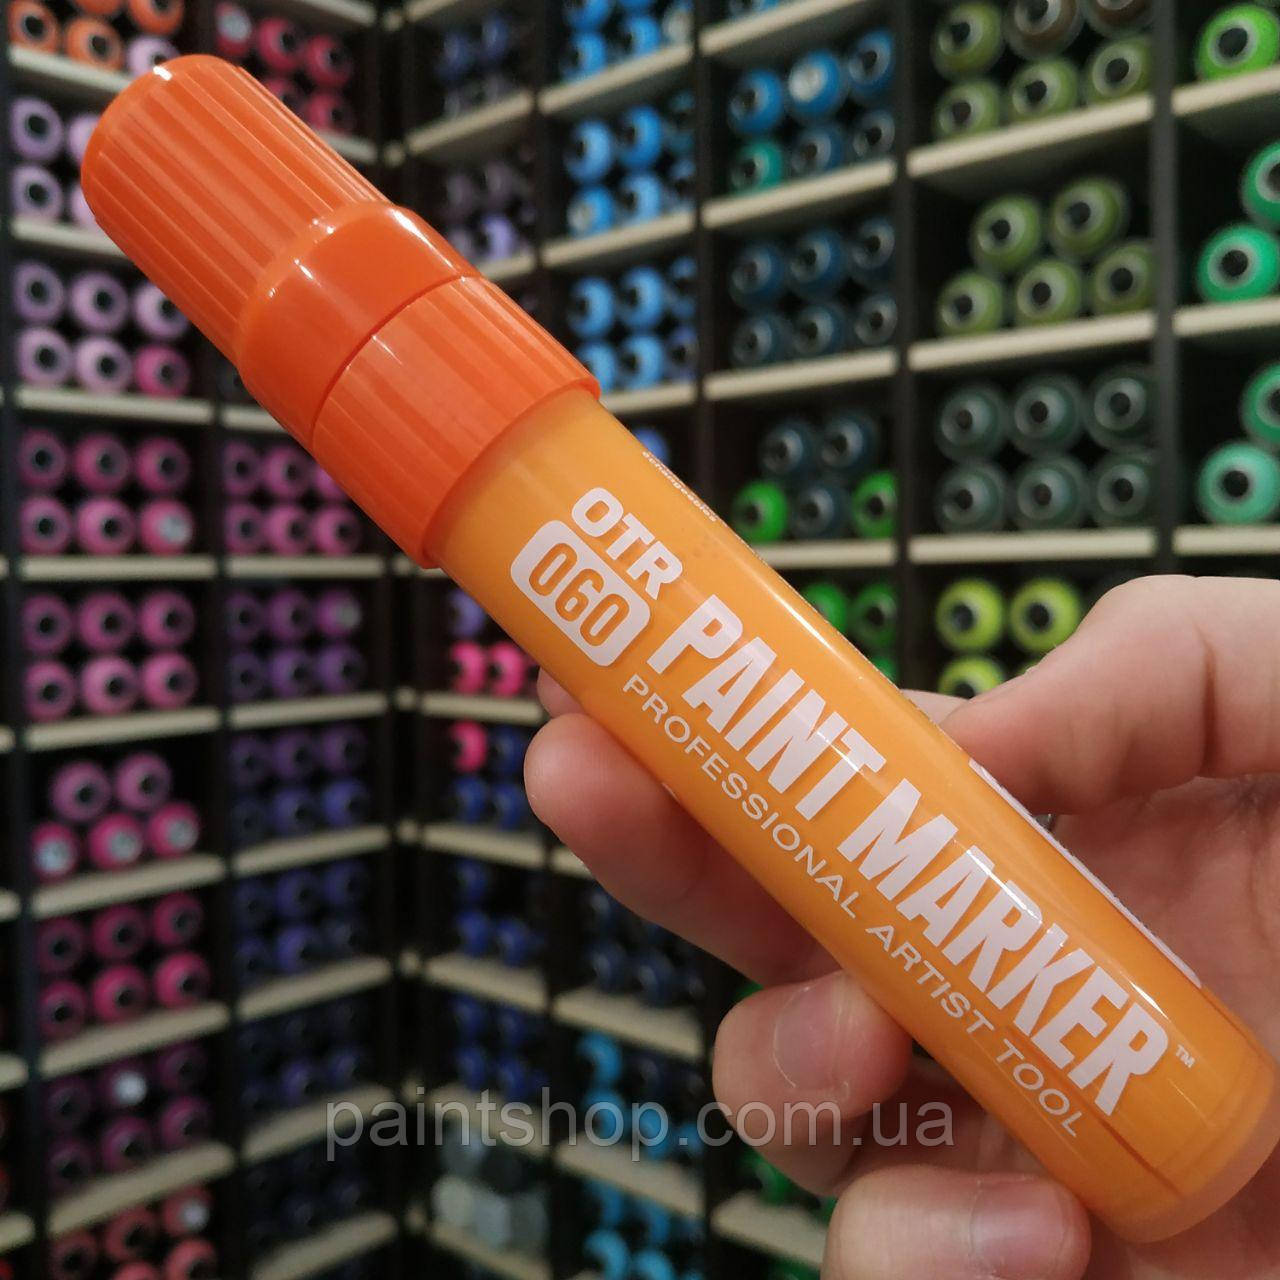 OTR
060
PAINT MARKER™
PROFESSIONAL ARTIST TOOL
paintshop.com.ua